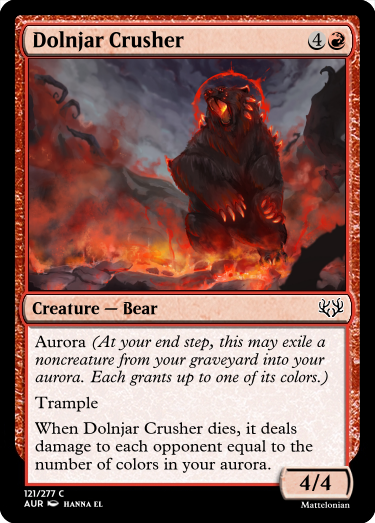 Dolnjar Crusher 4
Creature — Bear
Aurora (At your end step, this may exile a
noncreature from your graveyard into your
aurora. Each grants up to one of its colors.)
Trample
When Dolnjar Crusher dies, it deals
damage to each opponent equal to the
number of colors in your aurora.
4/4
121/277 C
AUR HANNA EL
Mattelonian